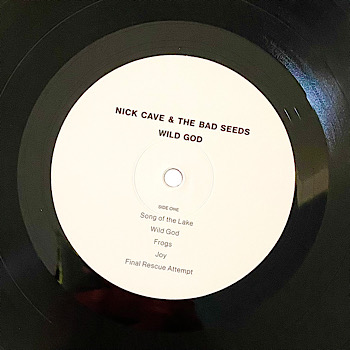 NICK CAVE & THE BAD SEEDS
WILD GOD
SIDE ONE
Song of the Lake
Wild God
Frogs
Joy
Final Rescue Attempt